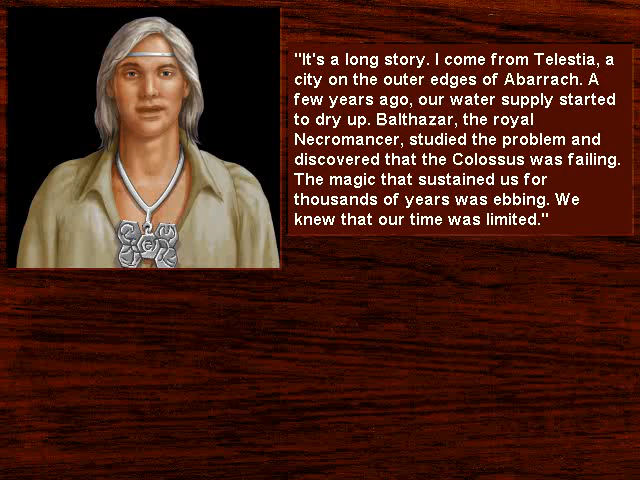 "It's a long story. I come from Telestia, a
city on the outer edges of Abarrach. A
few years ago, our water supply started
to dry up. Balthazar, the royal
Necromancer, studied the problem and
discovered that the Colossus was failing.
The magic that sustained us for
thousands of years was ebbing. We
knew that our time was limited."